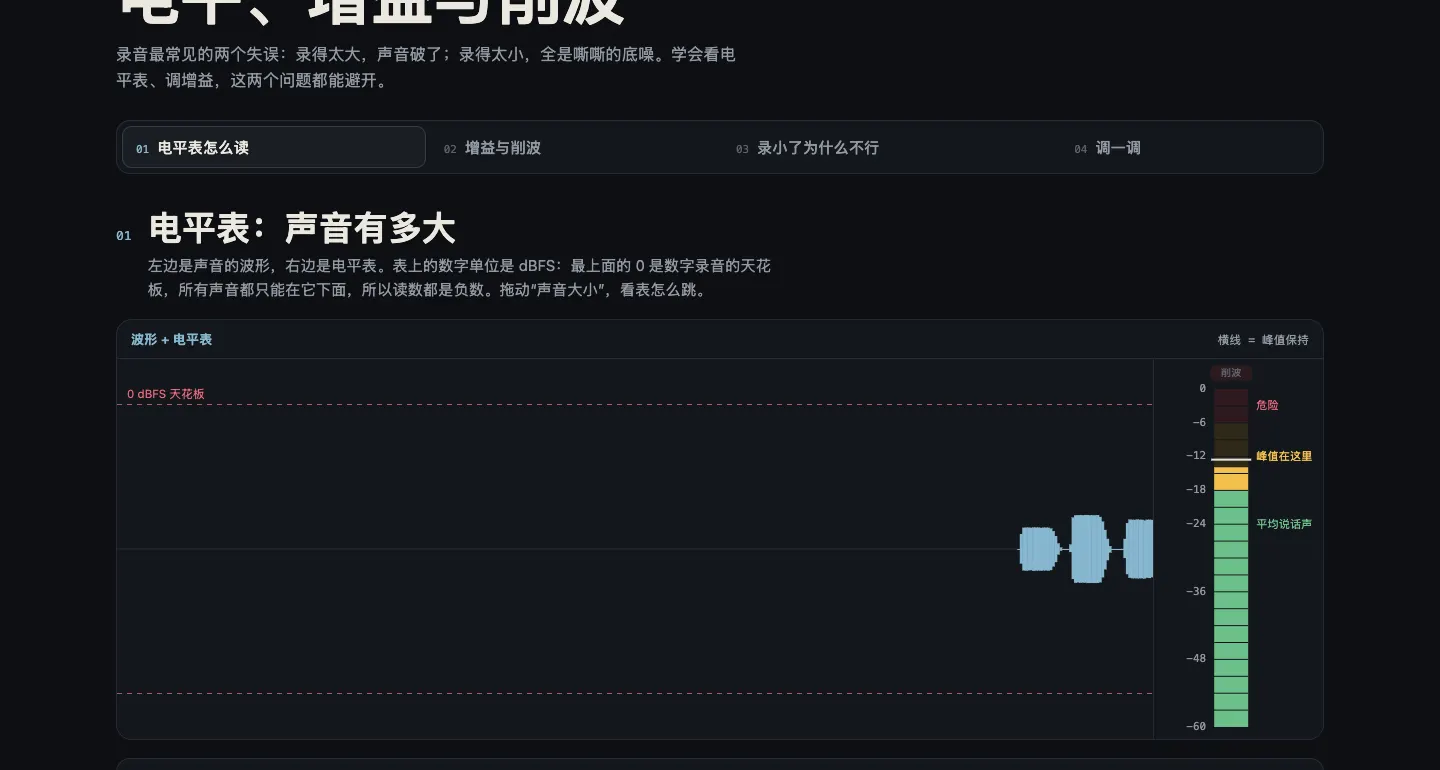 电平、增益与削波
录音最常见的两个失误：录得太大，声音破了；录得太小，全是嘶嘶的底噪。学会看电
平表、调增益，这两个问题都能避开。
01 电平表怎么读
02 增益与削波
03 录小了为什么不行
04 调一调
01 电平表：声音有多大
左边是声音的波形，右边是电平表。表上的数字单位是 dBFS：最上面的 0 是数字录音的天花
板，所有声音都只能在它下面，所以读数都是负数。拖动“声音大小”，看表怎么跳。
波形 + 电平表
横线 = 峰值保持
0 dBFS 天花板
削波
0
危险
−6
−12
峰值在这里
−18
−24
平均说话声
−36
−48
−60